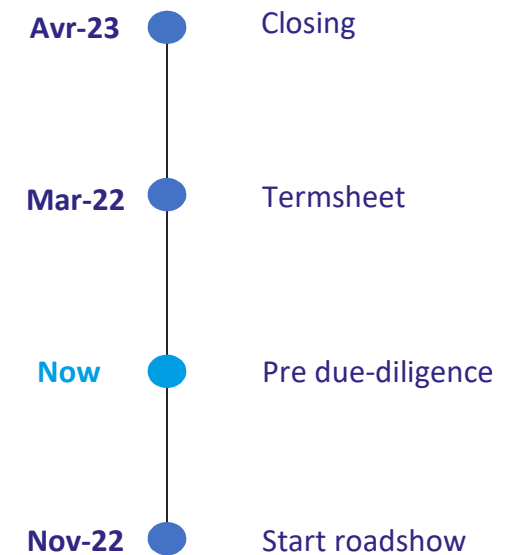 Avr-23 Closing
Mar-22 Termsheet
Now Pre due-diligence
Nov-22 Start roadshow